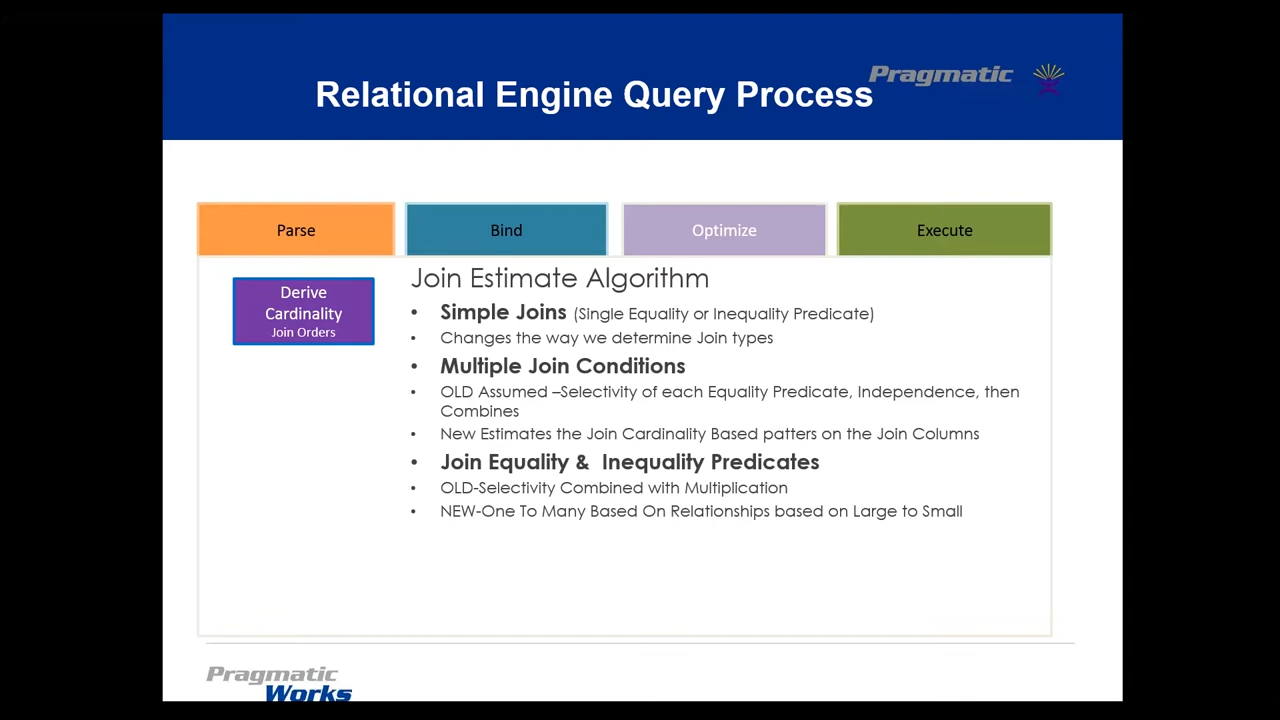 Relational Engine Query Process
Pragmatic
Parse
Bind
Optimize
Execute
Derive
Cardinality
Join Orders
Join Estimate Algorithm
• Simple Joins (Single Equality or Inequality Predicate)
• Changes the way we determine Join types
• Multiple Join Conditions
• OLD Assumed –Selectivity of each Equality Predicate, Independence, then
Combines
• New Estimates the Join Cardinality Based patters on the Join Columns
• Join Equality &  Inequality Predicates
• OLD-Selectivity Combined with Multiplication
• NEW-One To Many Based On Relationships based on Large to Small
Pragmatic
Works